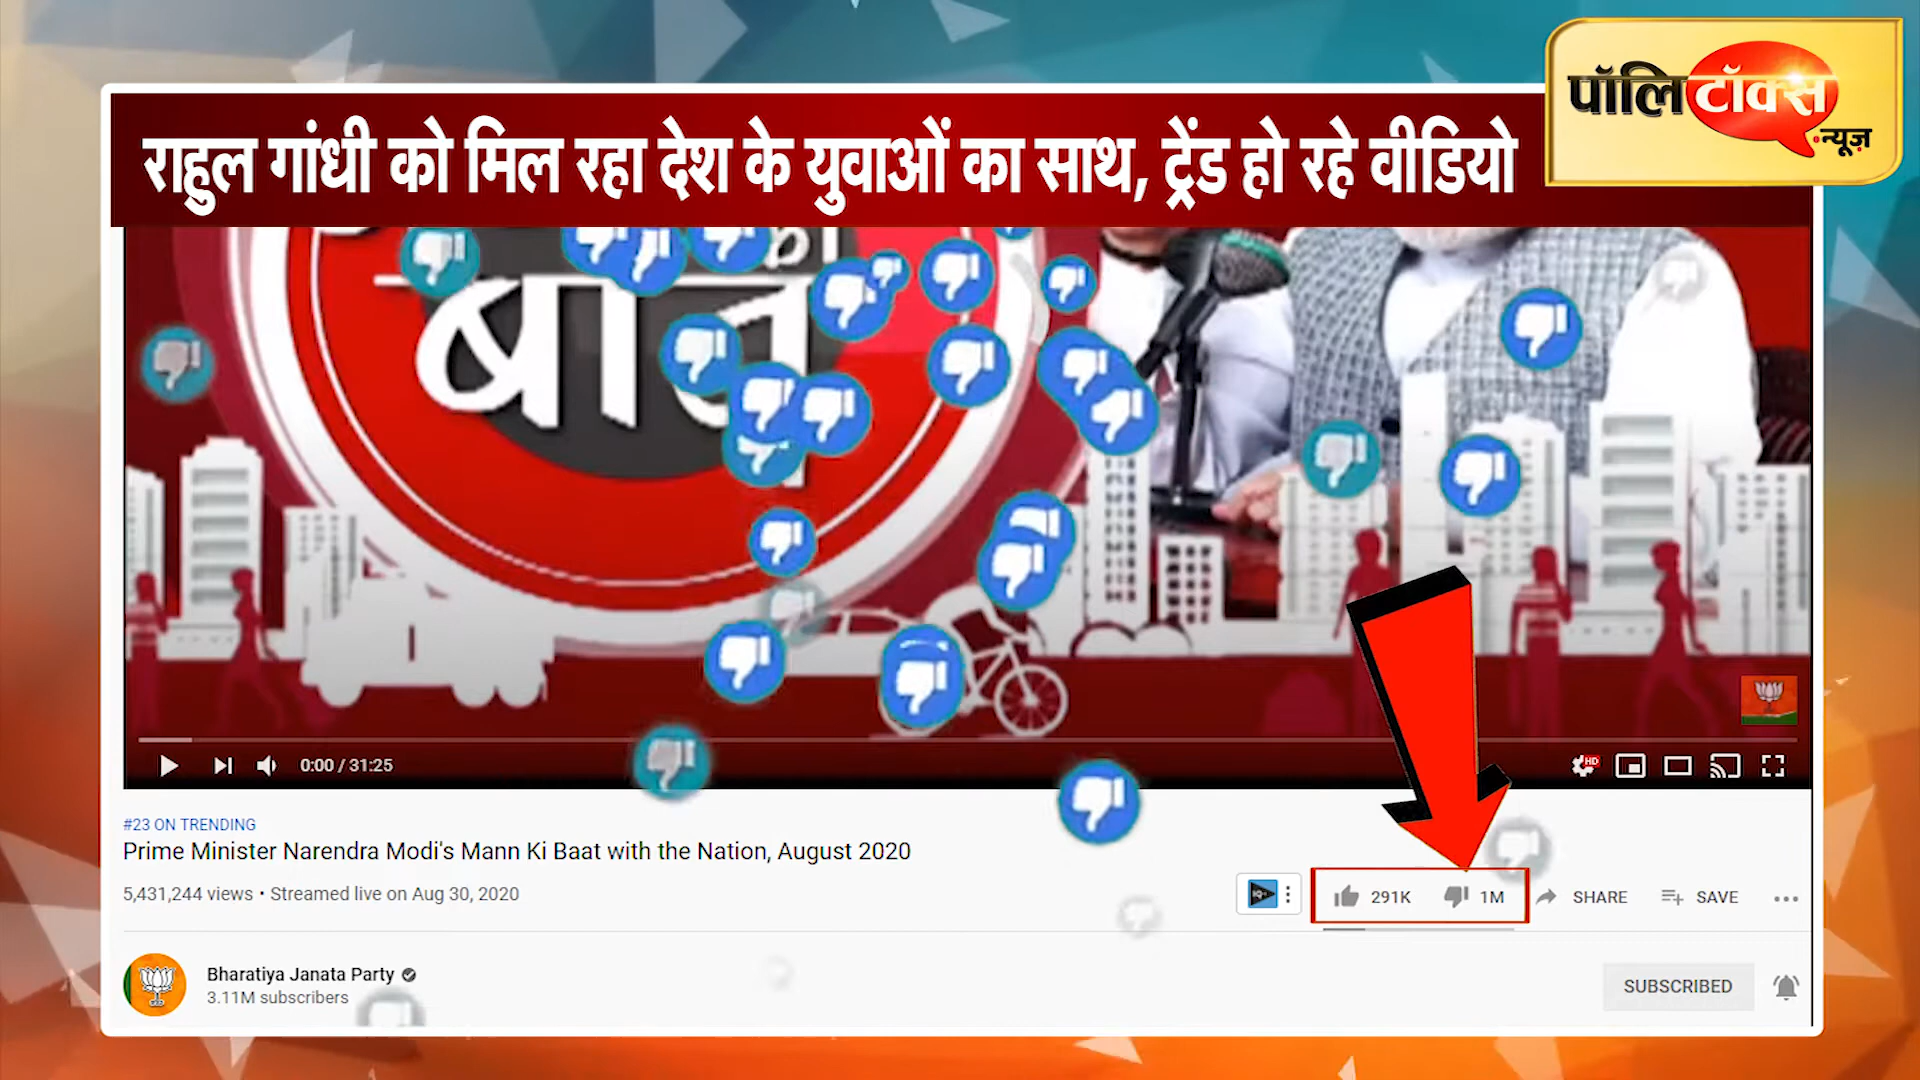 पॉलिटॉक्स
न्यूज़
राहुल गांधी को मिल रहा देश के युवाओं का साथ, ट्रेंड हो रहे वीडियो
की
बात
0:00 / 31:25
HD
#23 ON TRENDING
Prime Minister Narendra Modi's Mann Ki Baat with the Nation, August 2020
5,431,244 views • Streamed live on Aug 30, 2020
291K 1M SHARE SAVE
Bharatiya Janata Party
3.11M subscribers
SUBSCRIBED